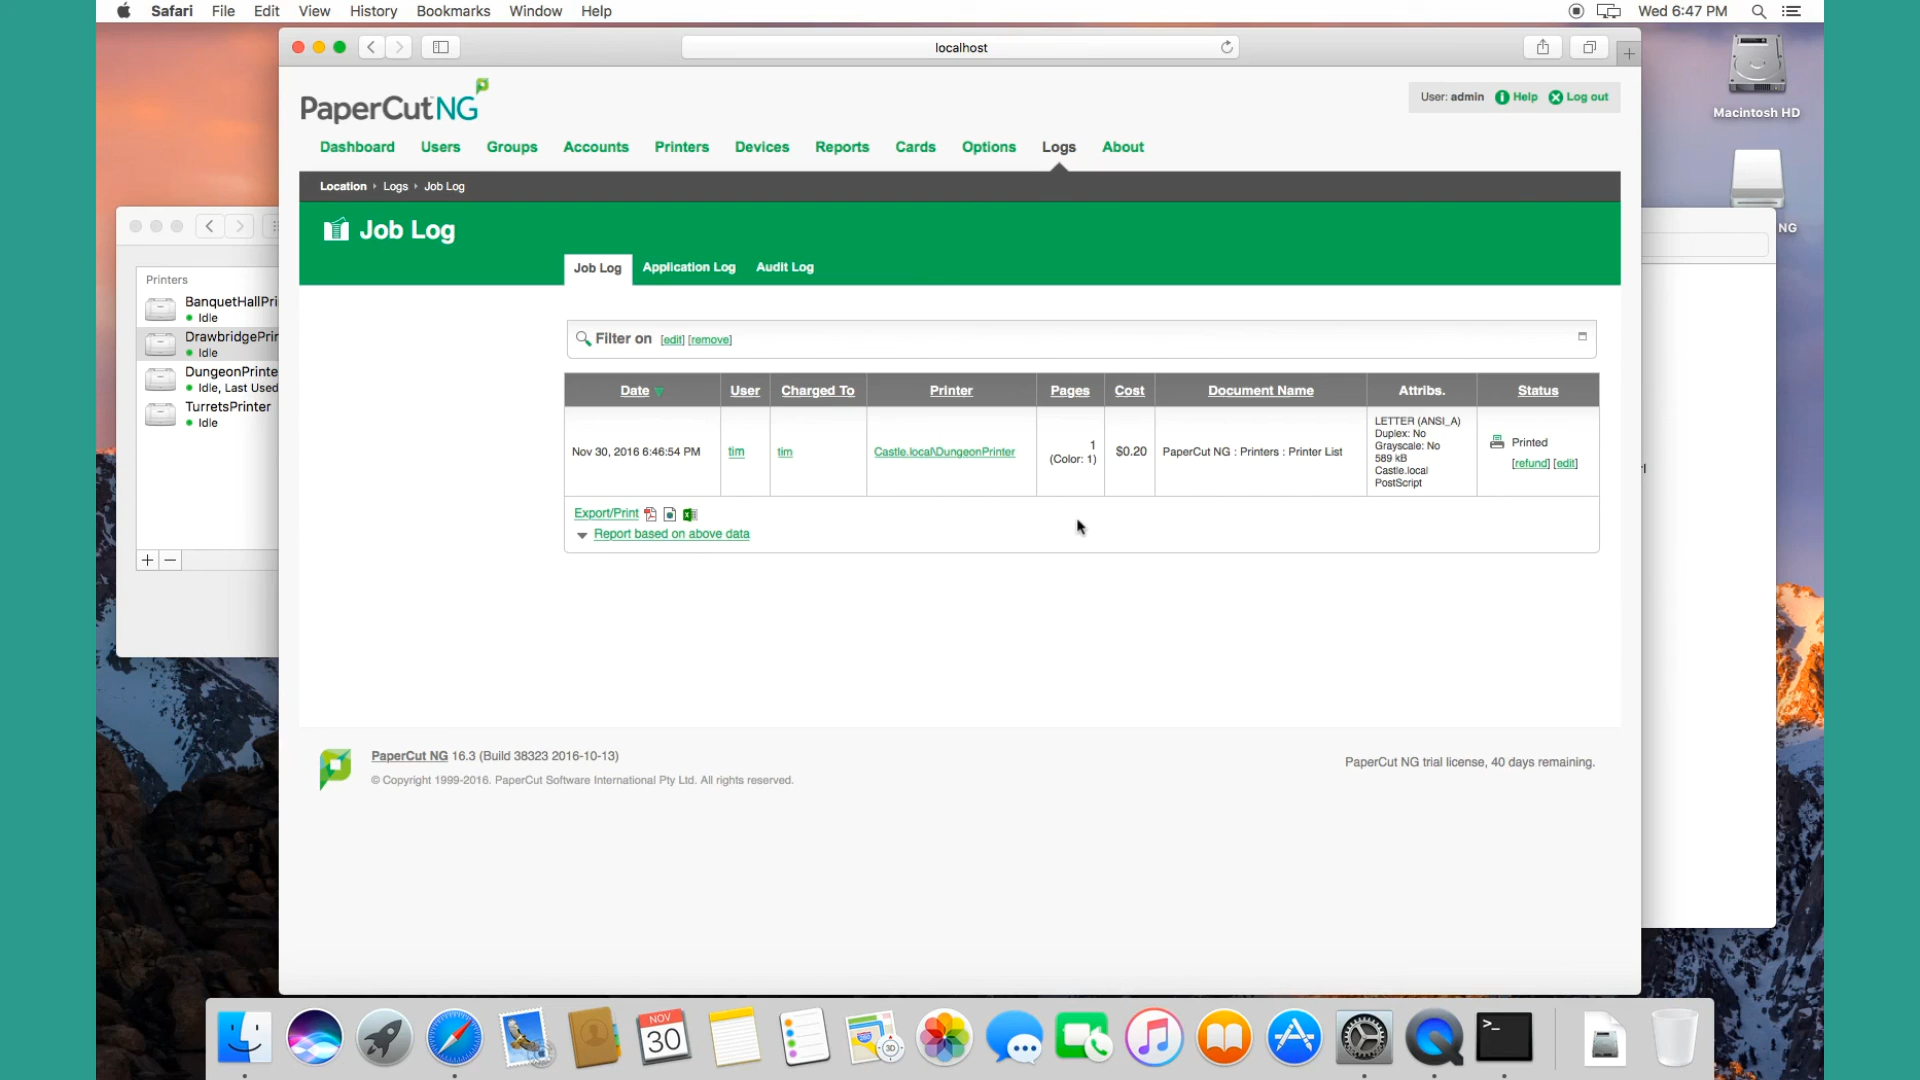 Safari File Edit View History Bookmarks Window Help
Wed 6:47 PM
localhost
Macintosh HD
PaperCut NG
User: admin Help Log out
Dashboard Users Groups Accounts Printers Devices Reports Cards Options Logs About
Location Logs Job Log
Job Log
Job Log Application Log Audit Log
NG
Printers
BanquetHallPri
Idle
DrawbridgePrin
Idle
DungeonPrinte
Idle, Last Used
TurretsPrinter
Idle
+ −
Filter on [edit] [remove]
Date User Charged To Printer Pages Cost Document Name Attribs. Status
Nov 30, 2016 6:46:54 PM tim tim Castle.local\DungeonPrinter 1 (Color: 1) $0.20 PaperCut NG : Printers : Printer List
LETTER (ANSI_A)
Duplex: No
Grayscale: No
589 kB
Castle.local
PostScript
Printed
[refund] [edit]
Export/Print
Report based on above data
PaperCut NG 16.3 (Build 38323 2016-10-13)
© Copyright 1999-2016. PaperCut Software International Pty Ltd. All rights reserved.
PaperCut NG trial license, 40 days remaining.
NOV
30
3D
>_